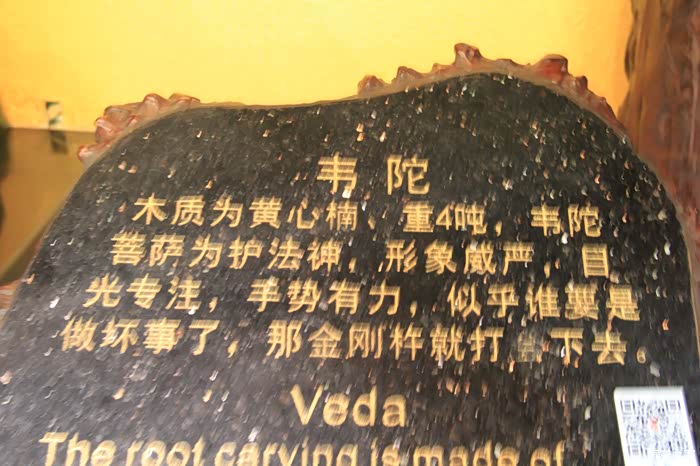 韦陀
木质为黄心楠、重4吨，韦陀
菩萨为护法神，形象威严，目
光专注，手势有力，似乎谁要是
做坏事了，那金刚杵就打 下去。
Veda
The root carving is made of